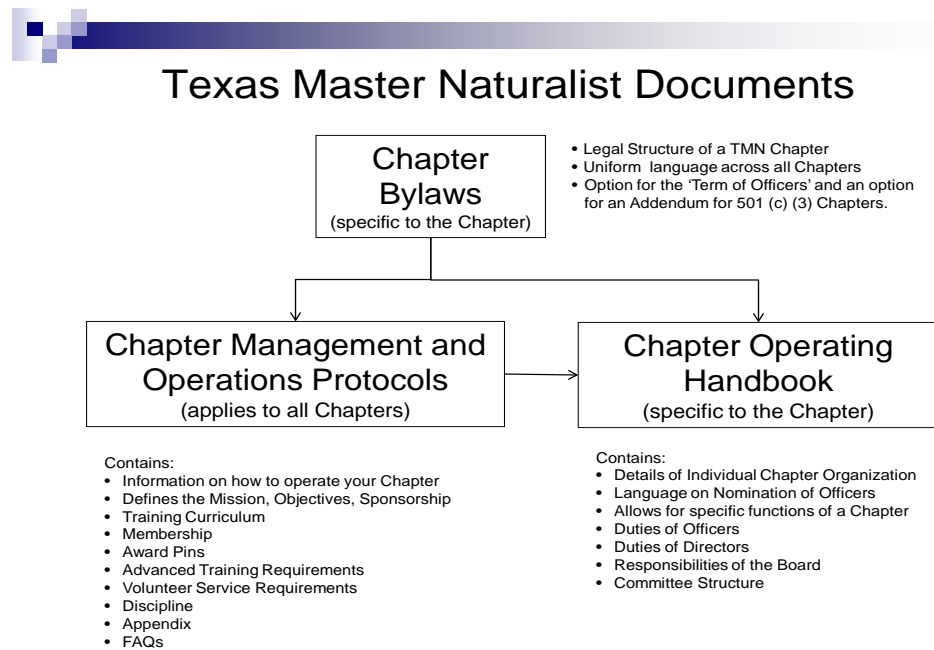 Texas Master Naturalist Documents
Chapter
Bylaws
(specific to the Chapter)
• Legal Structure of a TMN Chapter
• Uniform language across all Chapters
• Option for the ‘Term of Officers’ and an option
for an Addendum for 501 (c) (3) Chapters.
Chapter Management and
Operations Protocols
(applies to all Chapters)
Chapter Operating
Handbook
(specific to the Chapter)
Contains:
• Information on how to operate your Chapter
• Defines the Mission, Objectives, Sponsorship
• Training Curriculum
• Membership
• Award Pins
• Advanced Training Requirements
• Volunteer Service Requirements
• Discipline
• Appendix
• FAQs
Contains:
• Details of Individual Chapter Organization
• Language on Nomination of Officers
• Allows for specific functions of a Chapter
• Duties of Officers
• Duties of Directors
• Responsibilities of the Board
• Committee Structure